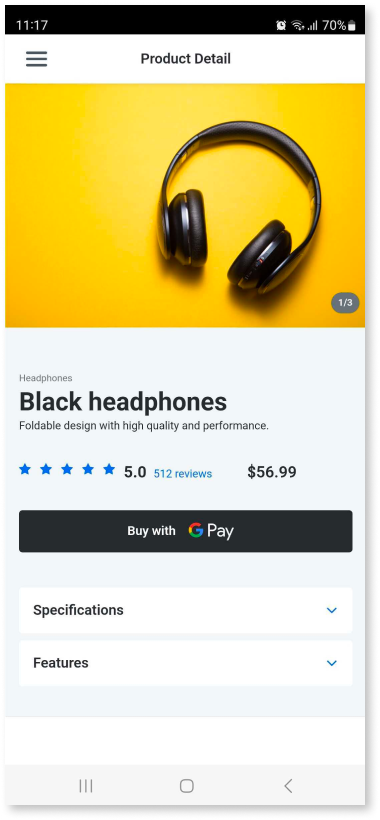 11:17 70%
Product Detail
1/3
Headphones
Black headphones
Foldable design with high quality and performance.
5.0 512 reviews $56.99
Buy with G Pay
Specifications
Features